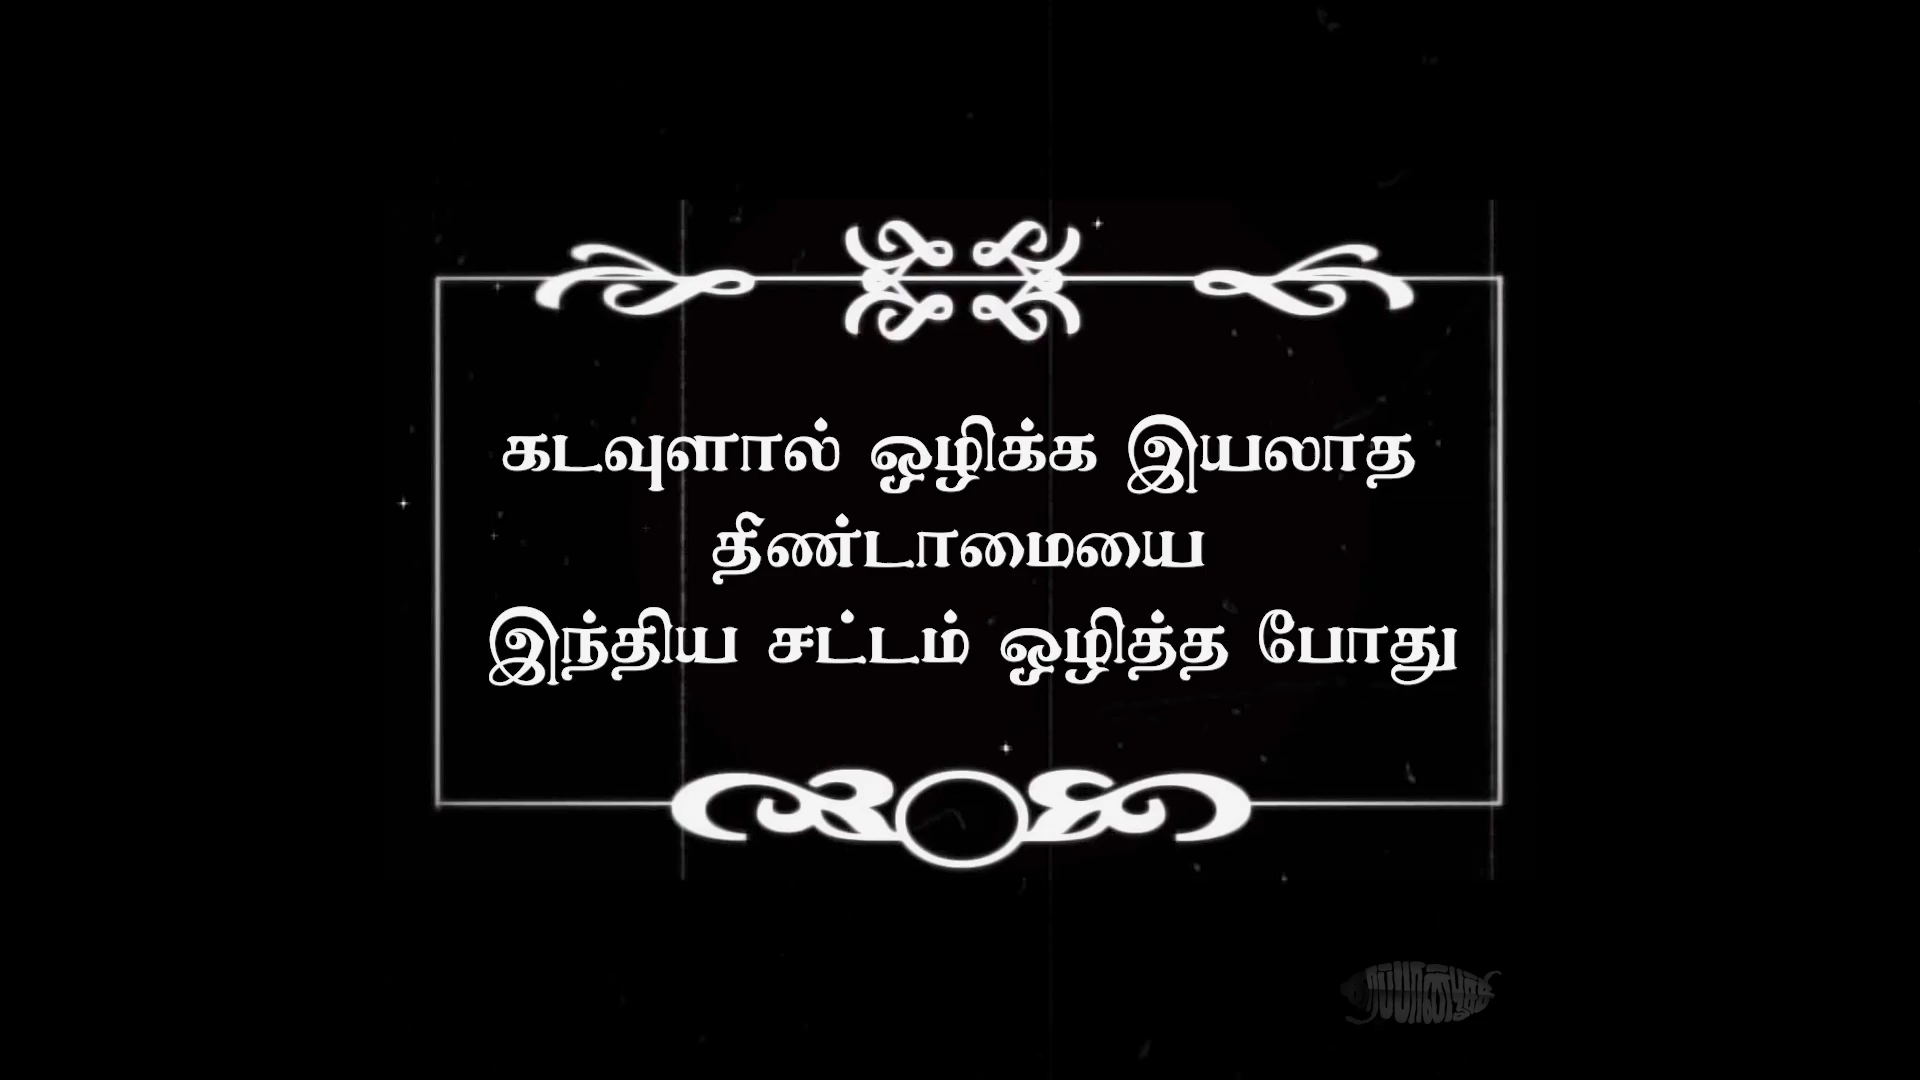 கடவுளால் ஒழிக்க இயலாத
தீண்டாமையை
இந்திய சட்டம் ஒழித்த போது